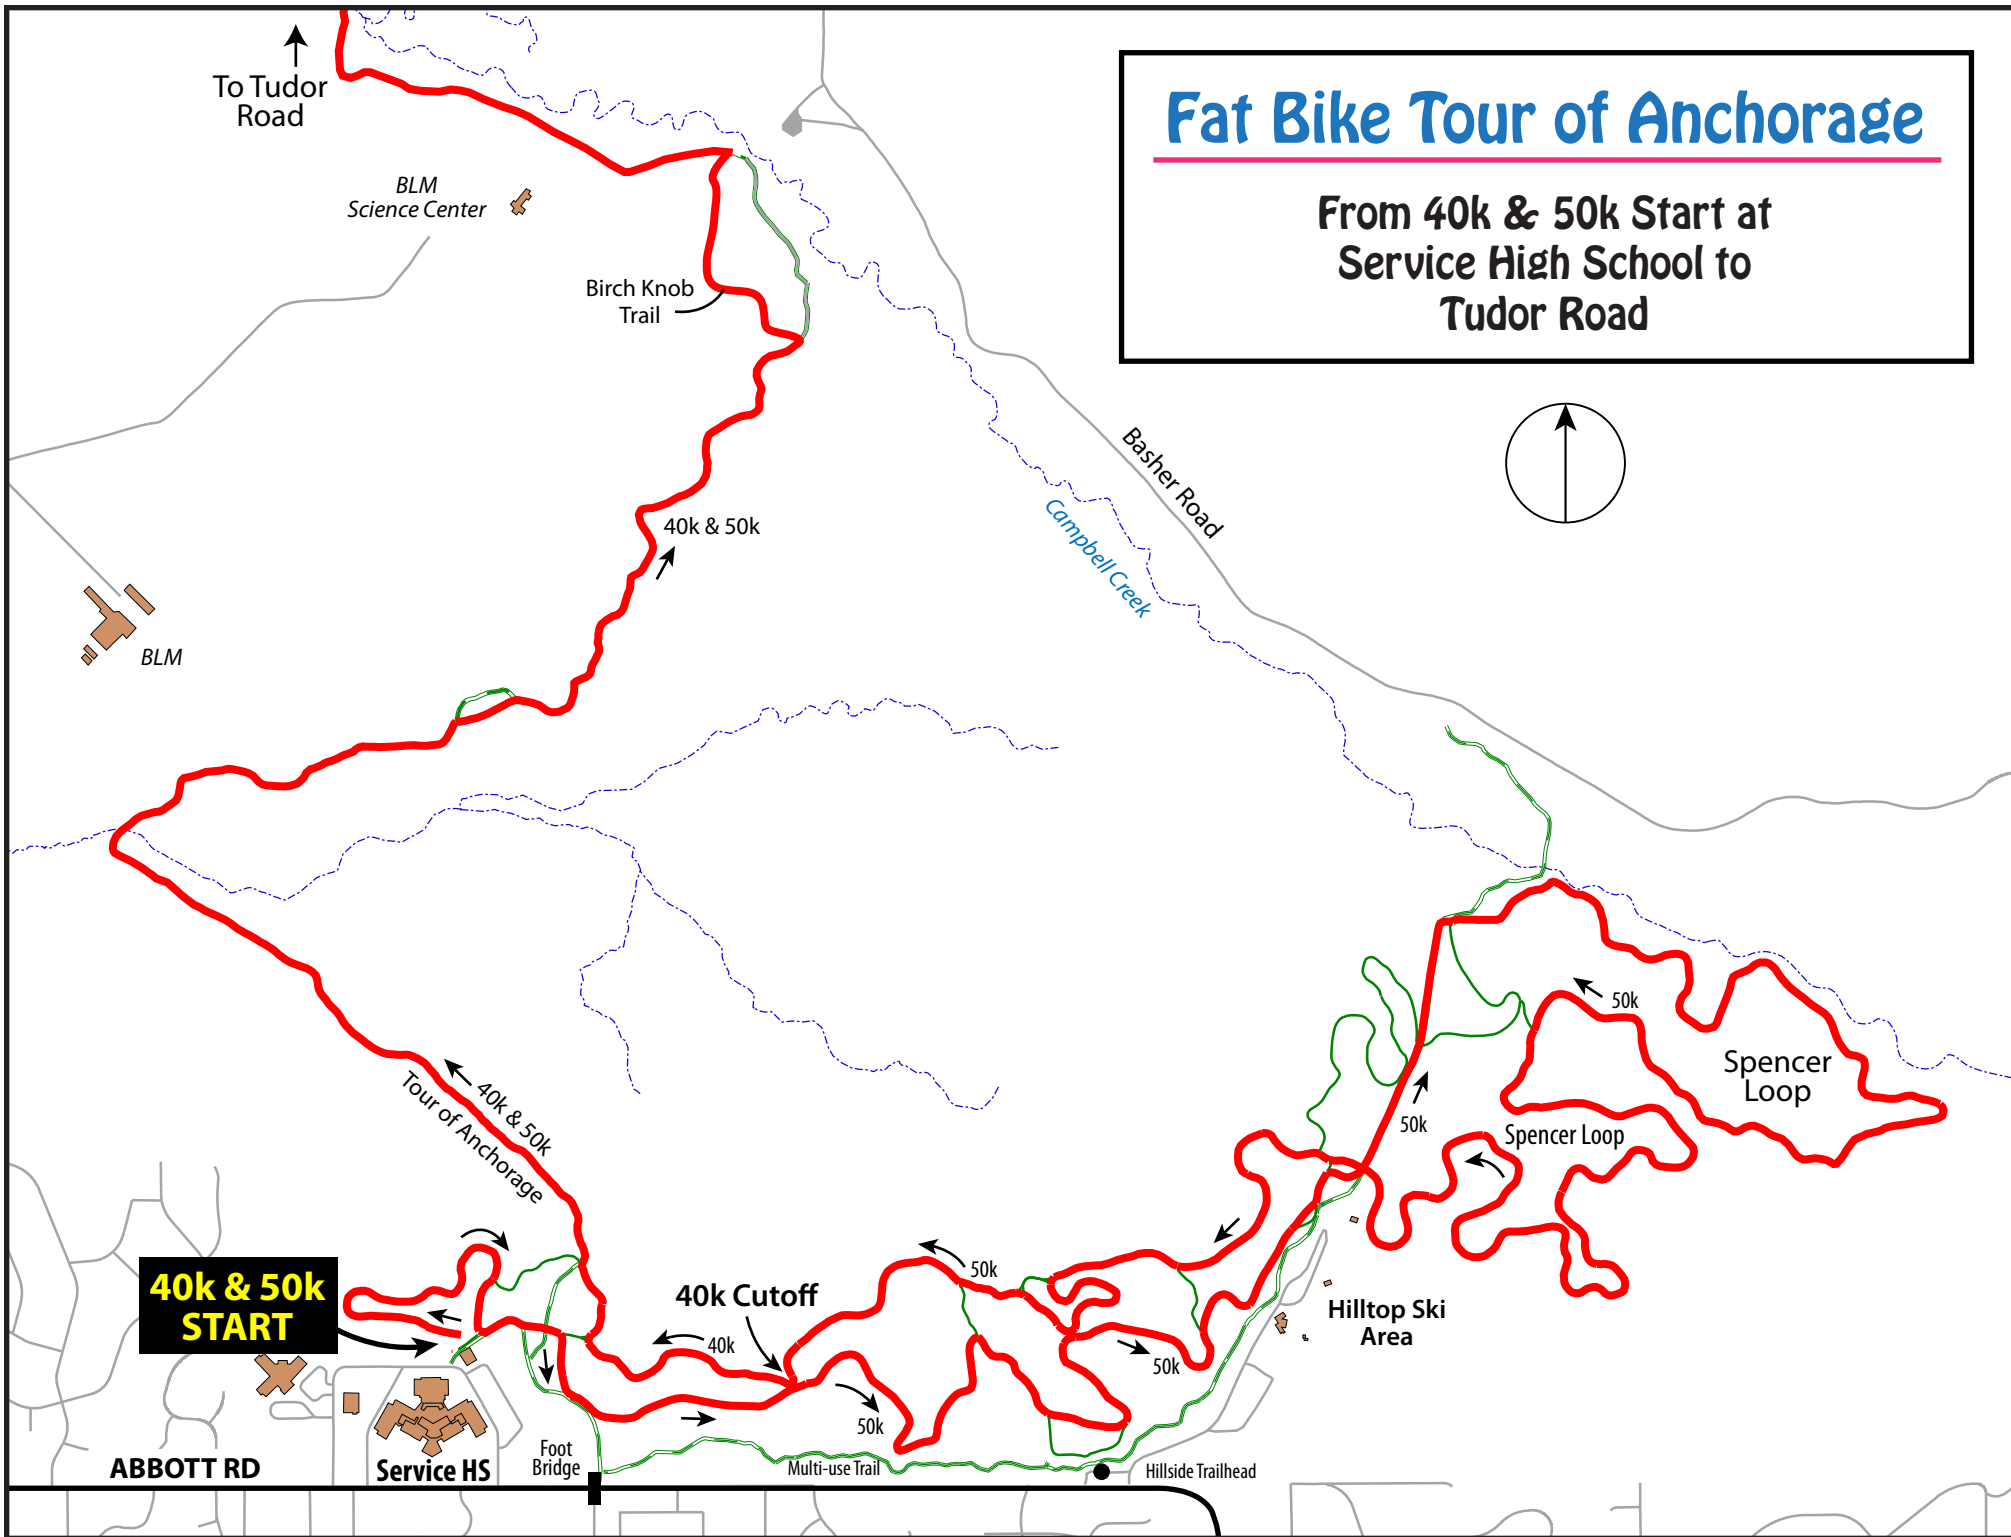 To Tudor
Road
Fat Bike Tour of Anchorage
From 40k & 50k Start at
Service High School to
Tudor Road
BLM
Science Center
Birch Knob
Trail
Basher Road
Campbell Creek
40k & 50k
BLM
50k
Spencer
Loop
40k & 50k
Tour of Anchorage
50k
Spencer Loop
40k & 50k
START
40k Cutoff
50k
40k
50k
50k
Hilltop Ski
Area
Foot
Bridge
Multi-use Trail
Hillside Trailhead
ABBOTT RD
Service HS